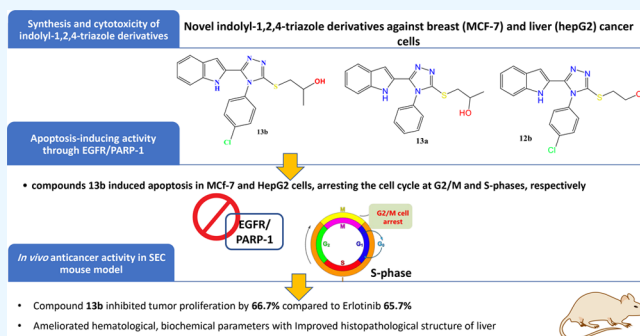 Synthesis and cytotoxicity of
indolyl-1,2,4-triazole derivatives
Novel indolyl-1,2,4-triazole derivatives against breast (MCF-7) and liver (hepG2) cancer
cells
N N
N
H
N
S
OH
Cl
13b
N N
N
H
N
S
HO
13a
N N
N
H
N
S
Cl
12b
Apoptosis-inducing activity
through EGFR/PARP-1
• compounds 13b induced apoptosis in MCf-7 and HepG2 cells, arresting the cell cycle at G2/M and S-phases, respectively
EGFR/
PARP-1
G2/M cell
arrest
M
G₂
G₁
G₀
S
S-phase
In vivo anticancer activity in SEC
mouse model
• Compound 13b inhibited tumor proliferation by 66.7% compared to Erlotinib 65.7%
• Ameliorated hematological, biochemical parameters with Improved histopathological structure of liver